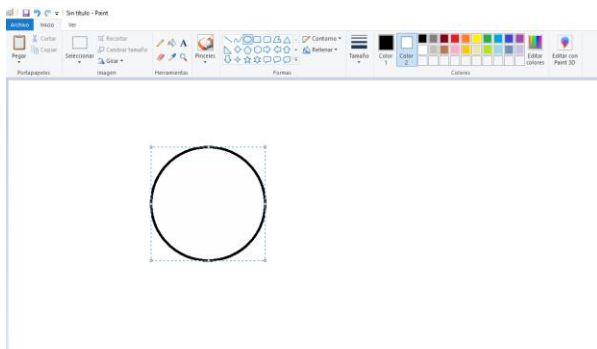 Sin título - Paint
Archivo Inicio Ver
Pegar
Cortar
Copiar
Portapapeles
Seleccionar
Recortar
Cambiar tamaño
Girar
Imagen
A
Herramientas
Pinceles
Contorno
Rellenar
Formas
Tamaño
Color
1
Color
2
Editar
colores
Colores
Editar con
Paint 3D